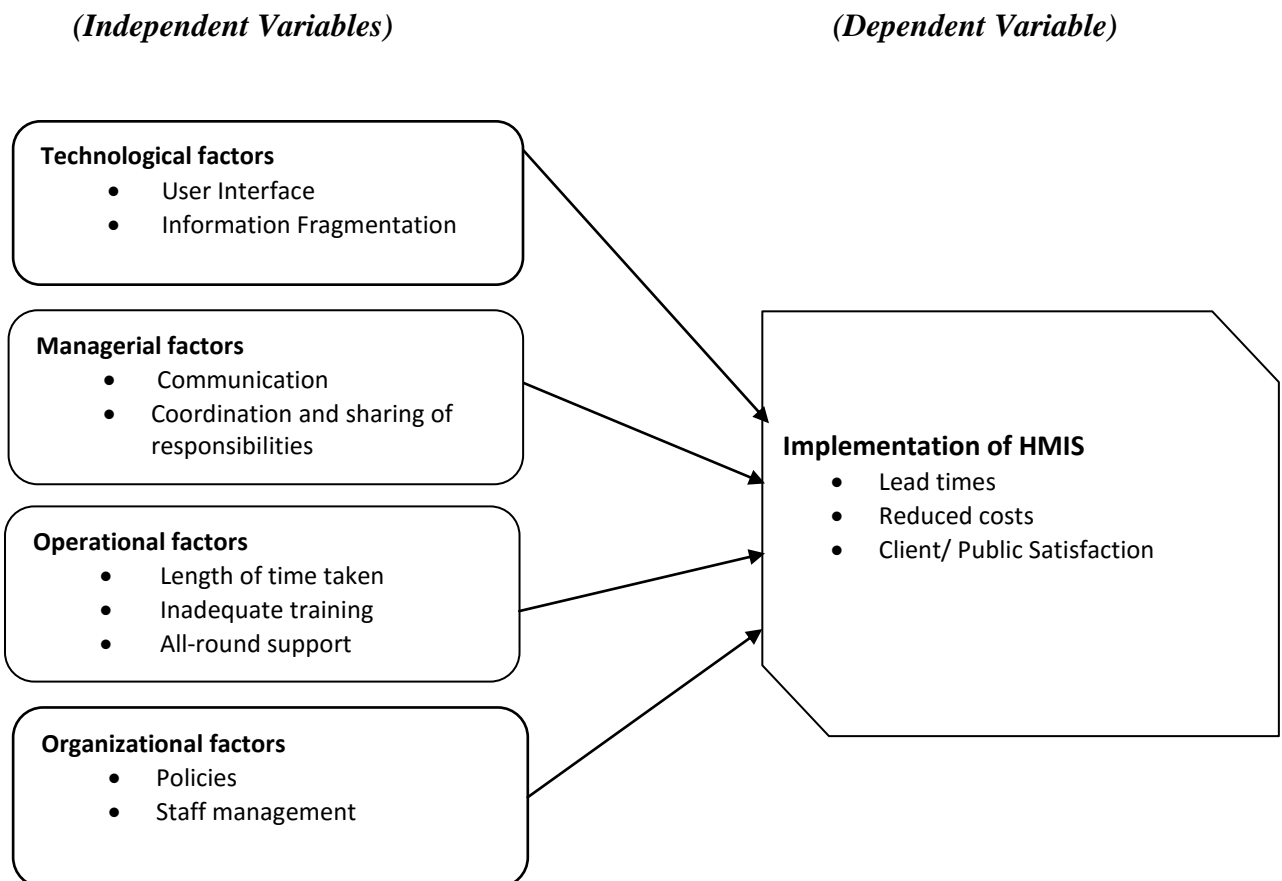 (Independent Variables)
(Dependent Variable)
Technological factors
• User Interface
• Information Fragmentation
Managerial factors
• Communication
• Coordination and sharing of
responsibilities
Operational factors
• Length of time taken
• Inadequate training
• All-round support
Organizational factors
• Policies
• Staff management
Implementation of HMIS
• Lead times
• Reduced costs
• Client/ Public Satisfaction